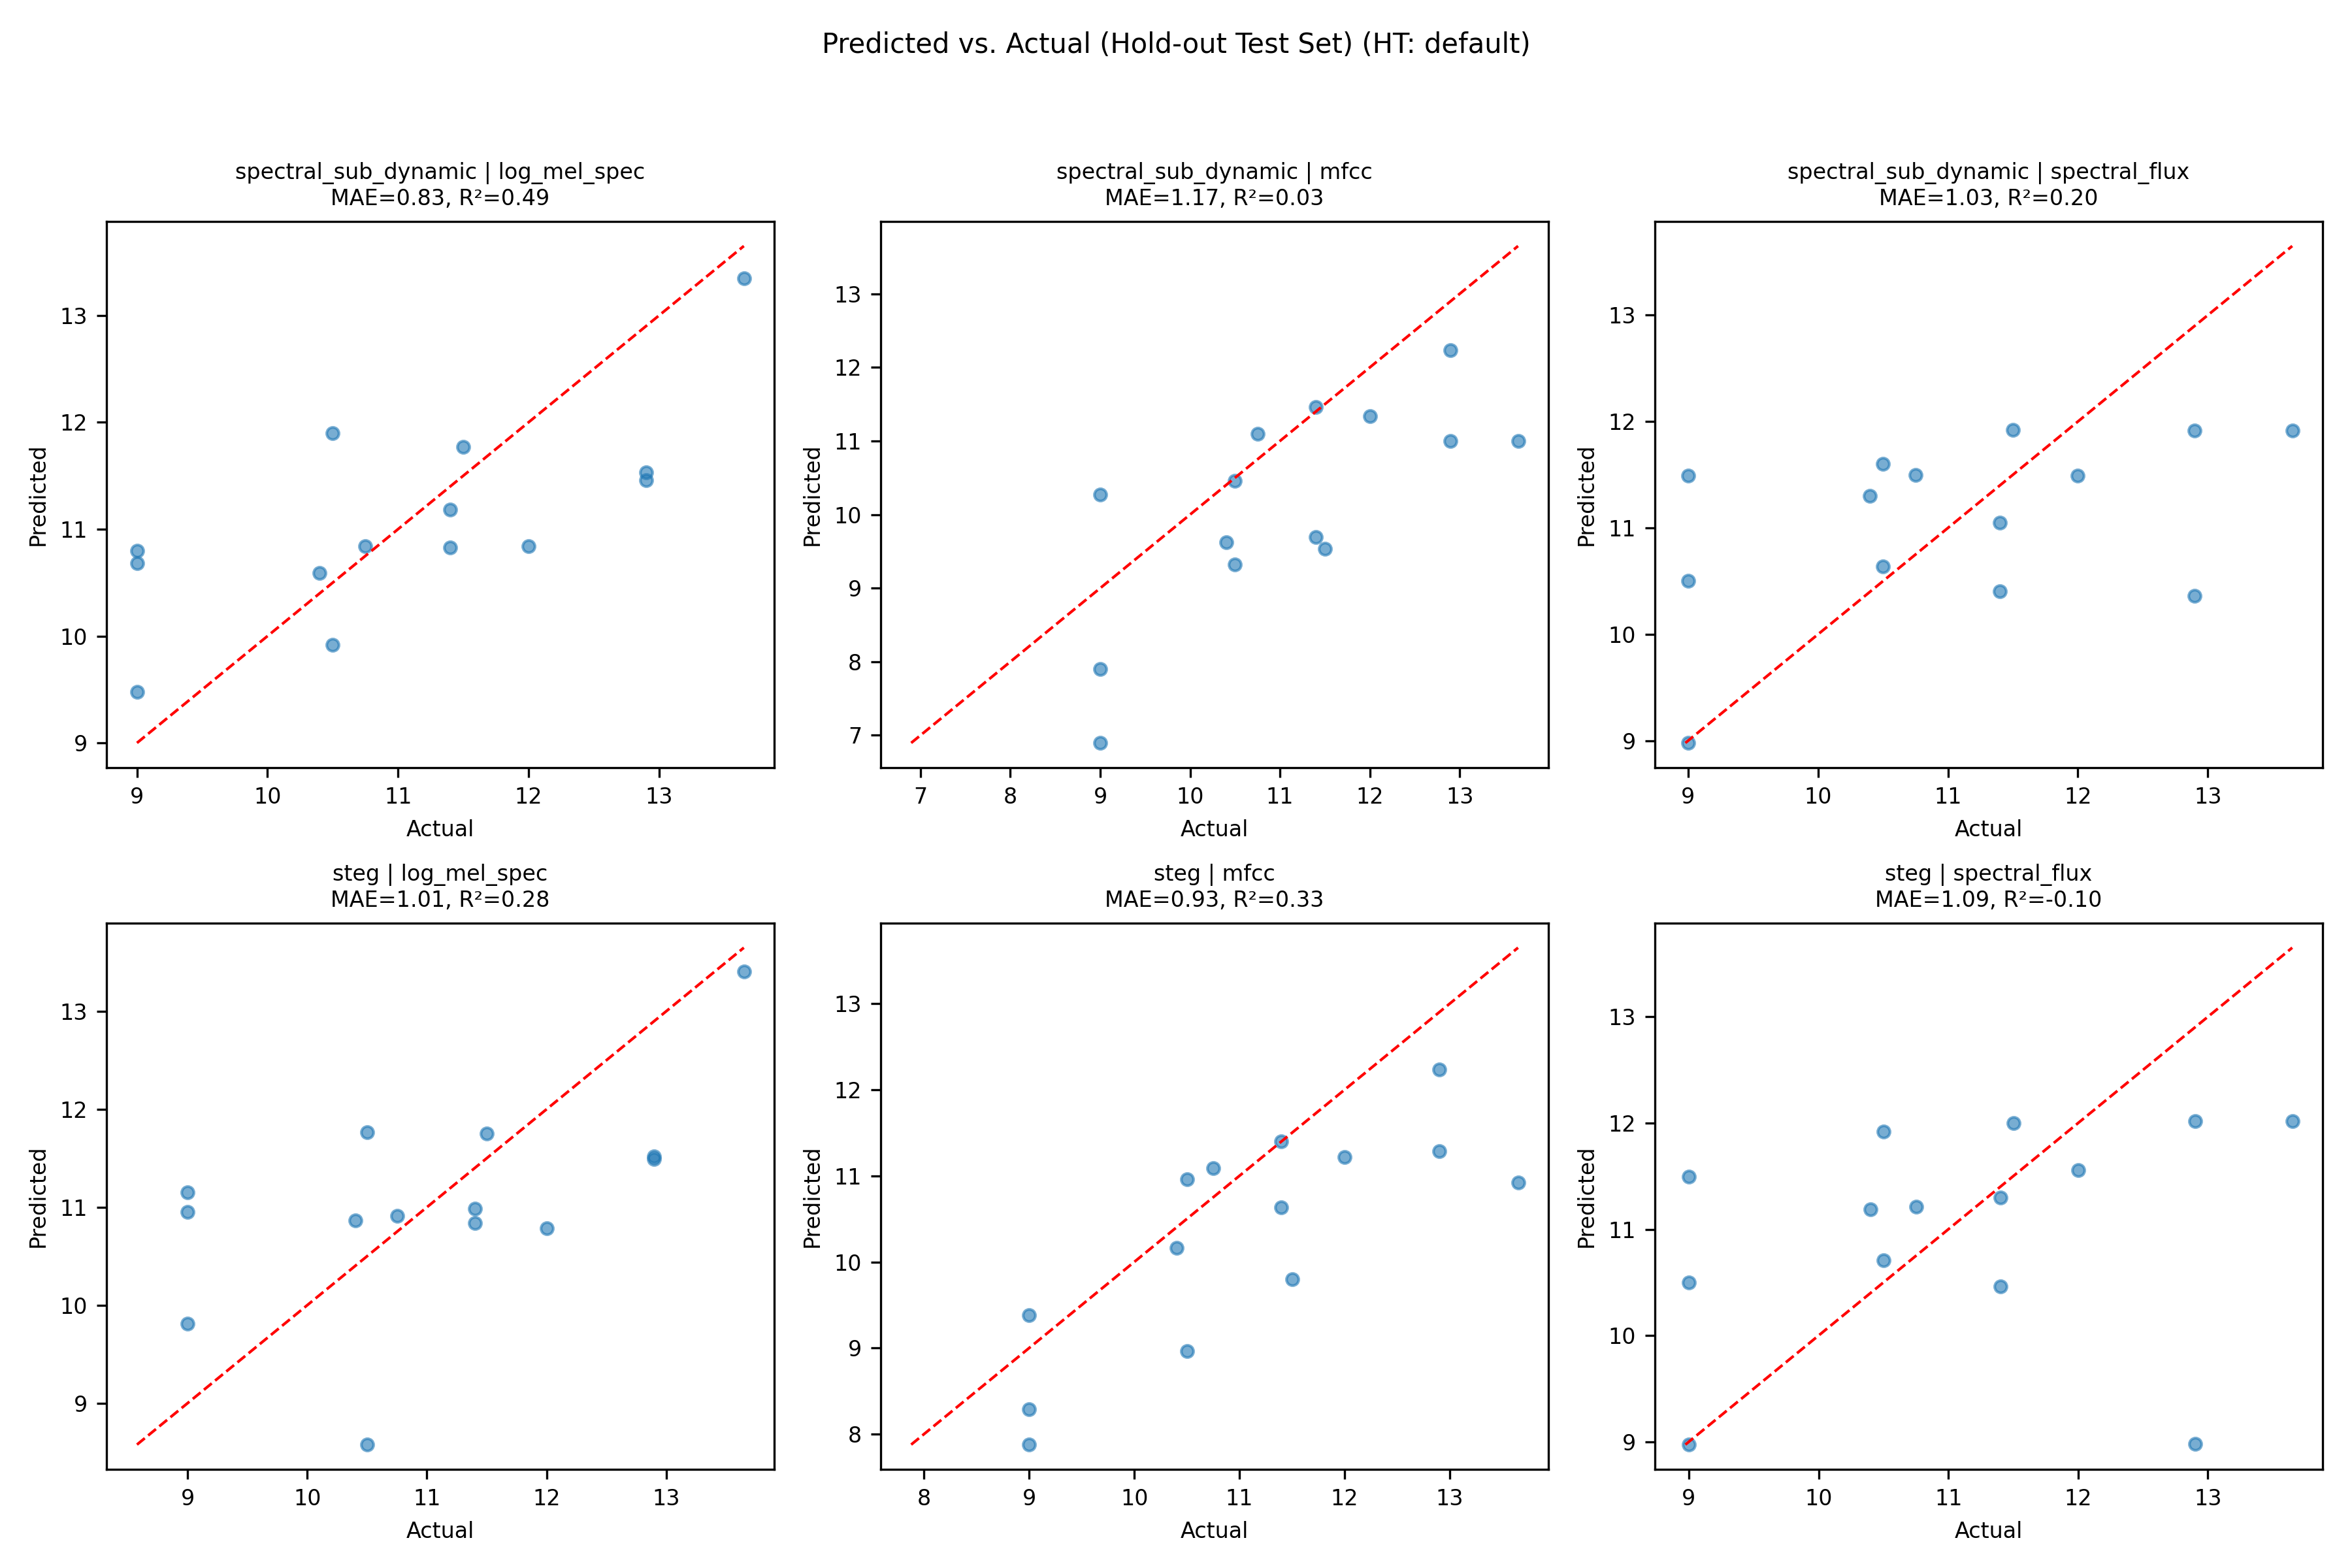 Predicted vs. Actual (Hold-out Test Set) (HT: default)
spectral_sub_dynamic | log_mel_spec
MAE=0.83, R²=0.49
Predicted
13
12
11
10
9
9 10 11 12 13
Actual
spectral_sub_dynamic | mfcc
MAE=1.17, R²=0.03
Predicted
13
12
11
10
9
8
7
7 8 9 10 11 12 13
Actual
spectral_sub_dynamic | spectral_flux
MAE=1.03, R²=0.20
Predicted
13
12
11
10
9
9 10 11 12 13
Actual
steg | log_mel_spec
MAE=1.01, R²=0.28
Predicted
13
12
11
10
9
9 10 11 12 13
Actual
steg | mfcc
MAE=0.93, R²=0.33
Predicted
13
12
11
10
9
8
8 9 10 11 12 13
Actual
steg | spectral_flux
MAE=1.09, R²=-0.10
Predicted
13
12
11
10
9
9 10 11 12 13
Actual